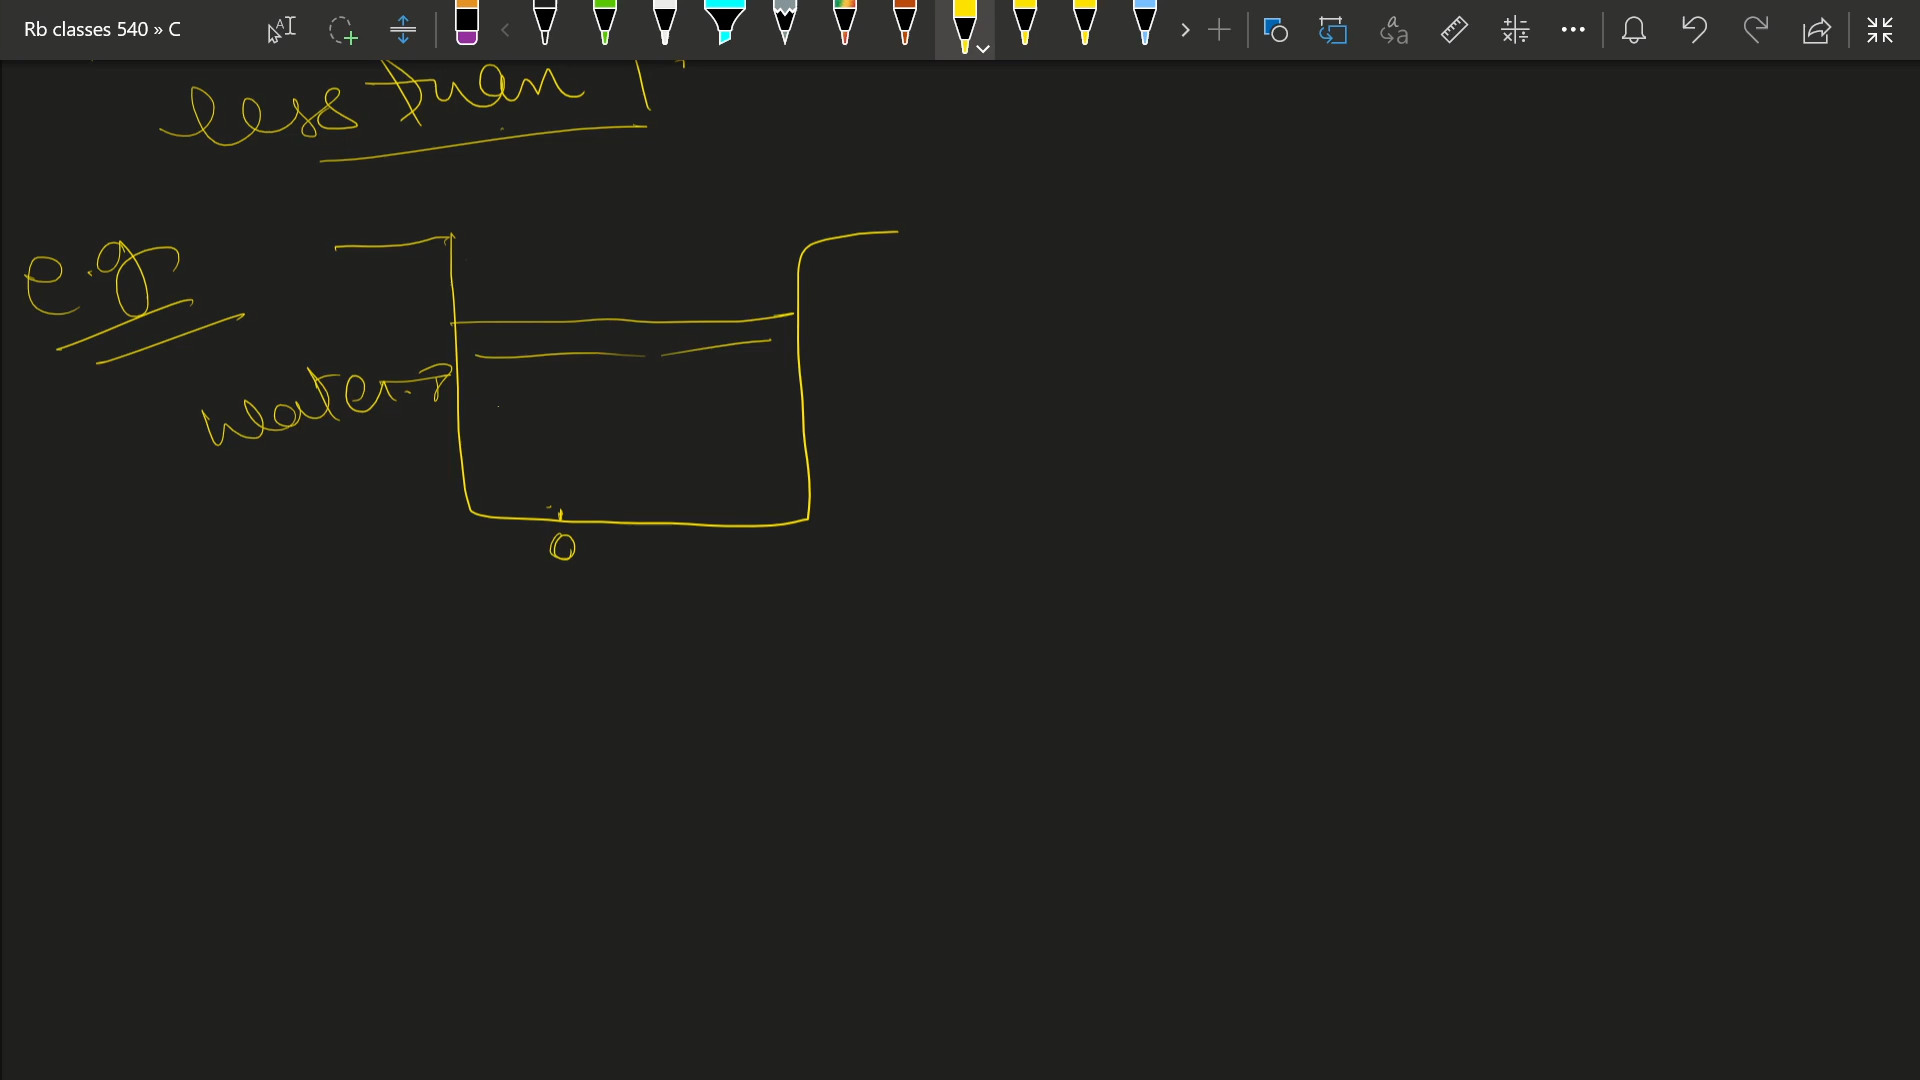 Rb classes 540 » C
less than 1
e.g
water
O